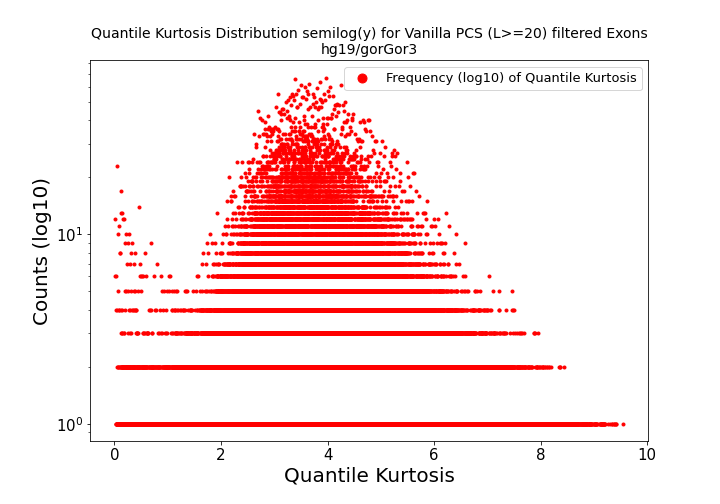 Quantile Kurtosis Distribution semilog(y) for Vanilla PCS (L>=20) filtered Exons
hg19/gorGor3
Frequency (log10) of Quantile Kurtosis
Counts (log10)
10¹
10⁰
0 2 4 6 8 10
Quantile Kurtosis